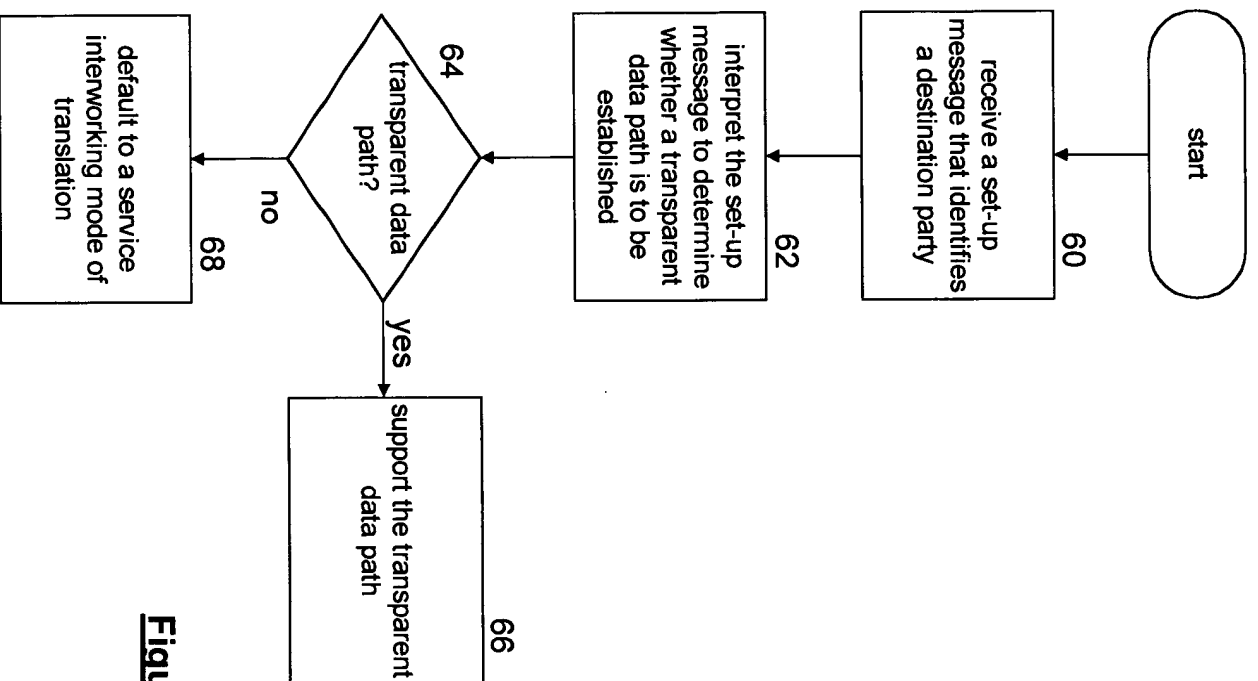 start
60
receive a set-up
message that identifies
a destination party
62
interpret the set-up
message to determine
whether a transparent
data path is to be
established
64
transparent data
path?
yes
66
support the transparent
data path
no
68
default to a service
interworking mode of
translation